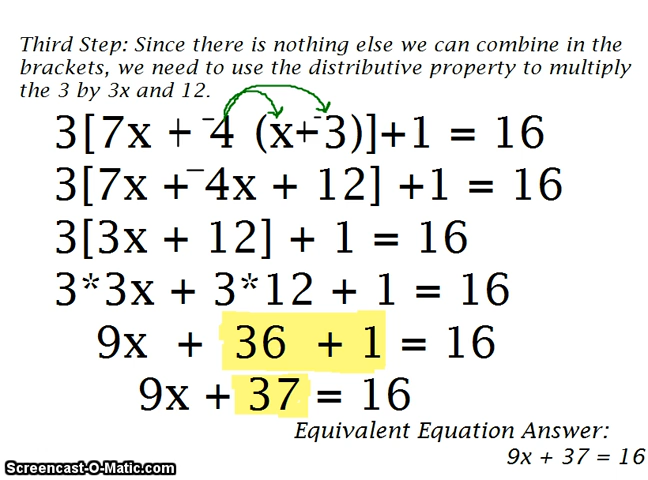 Third Step: Since there is nothing else we can combine in the
brackets, we need to use the distributive property to multiply
the 3 by 3x and 12.
3[7x + ⁻4 (x+⁻3)]+1 = 16
3[7x + ⁻4x + 12] +1 = 16
3[3x + 12] + 1 = 16
3*3x + 3*12 + 1 = 16
9x + 36 + 1 = 16
9x + 37 = 16
Equivalent Equation Answer:
9x + 37 = 16
Screencast-O-Matic.com